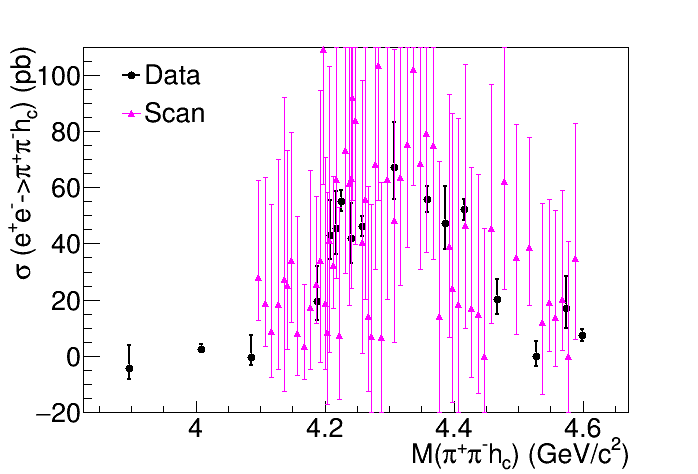 σ (e⁺e⁻->π⁺π⁻h_c) (pb)
100
80
60
40
20
0
−20
Data
Scan
4
4.2
4.4
4.6
M(π⁺π⁻h_c) (GeV/c²)